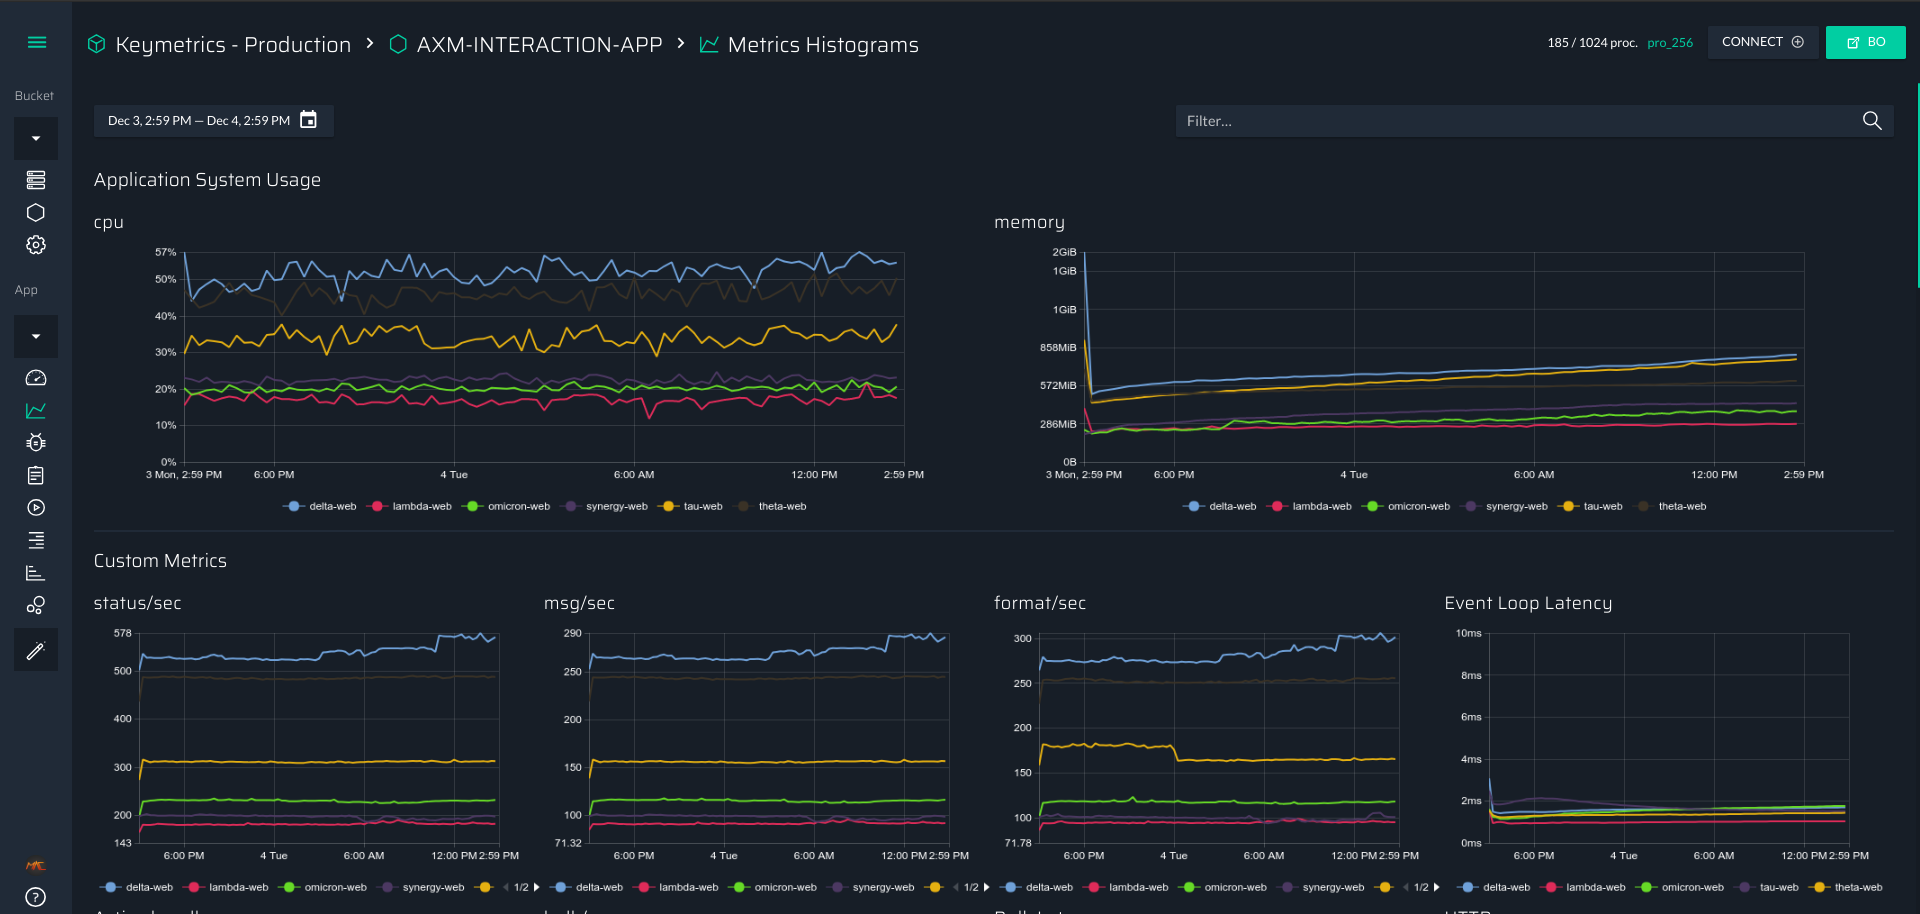 Keymetrics - Production > AXM-INTERACTION-APP > Metrics Histograms
185 / 1024 proc. pro_256 CONNECT BO
Bucket
App
Dec 3, 2:59 PM — Dec 4, 2:59 PM
Filter...
Application System Usage
cpu
57%
50%
40%
30%
20%
10%
0%
3 Mon, 2:59 PM 6:00 PM 4 Tue 6:00 AM 12:00 PM 2:59 PM
delta-web lambda-web omicron-web synergy-web tau-web theta-web
memory
2GiB
1GiB
1GiB
858MiB
572MiB
286MiB
0B
3 Mon, 2:59 PM 6:00 PM 4 Tue 6:00 AM 12:00 PM 2:59 PM
delta-web lambda-web omicron-web synergy-web tau-web theta-web
Custom Metrics
status/sec
578
500
400
300
200
143
6:00 PM 4 Tue 6:00 AM 12:00 PM 2:59 PM
delta-web lambda-web omicron-web synergy-web 1/2
msg/sec
290
250
200
150
100
71.32
6:00 PM 4 Tue 6:00 AM 12:00 PM 2:59 PM
delta-web lambda-web omicron-web synergy-web 1/2
format/sec
300
250
200
150
100
71.78
6:00 PM 4 Tue 6:00 AM 12:00 PM 2:59 PM
delta-web lambda-web omicron-web synergy-web 1/2
Event Loop Latency
10ms
8ms
6ms
4ms
2ms
0ms
6:00 PM 4 Tue 6:00 AM 12:00 PM 2:59 PM
delta-web lambda-web omicron-web tau-web theta-web